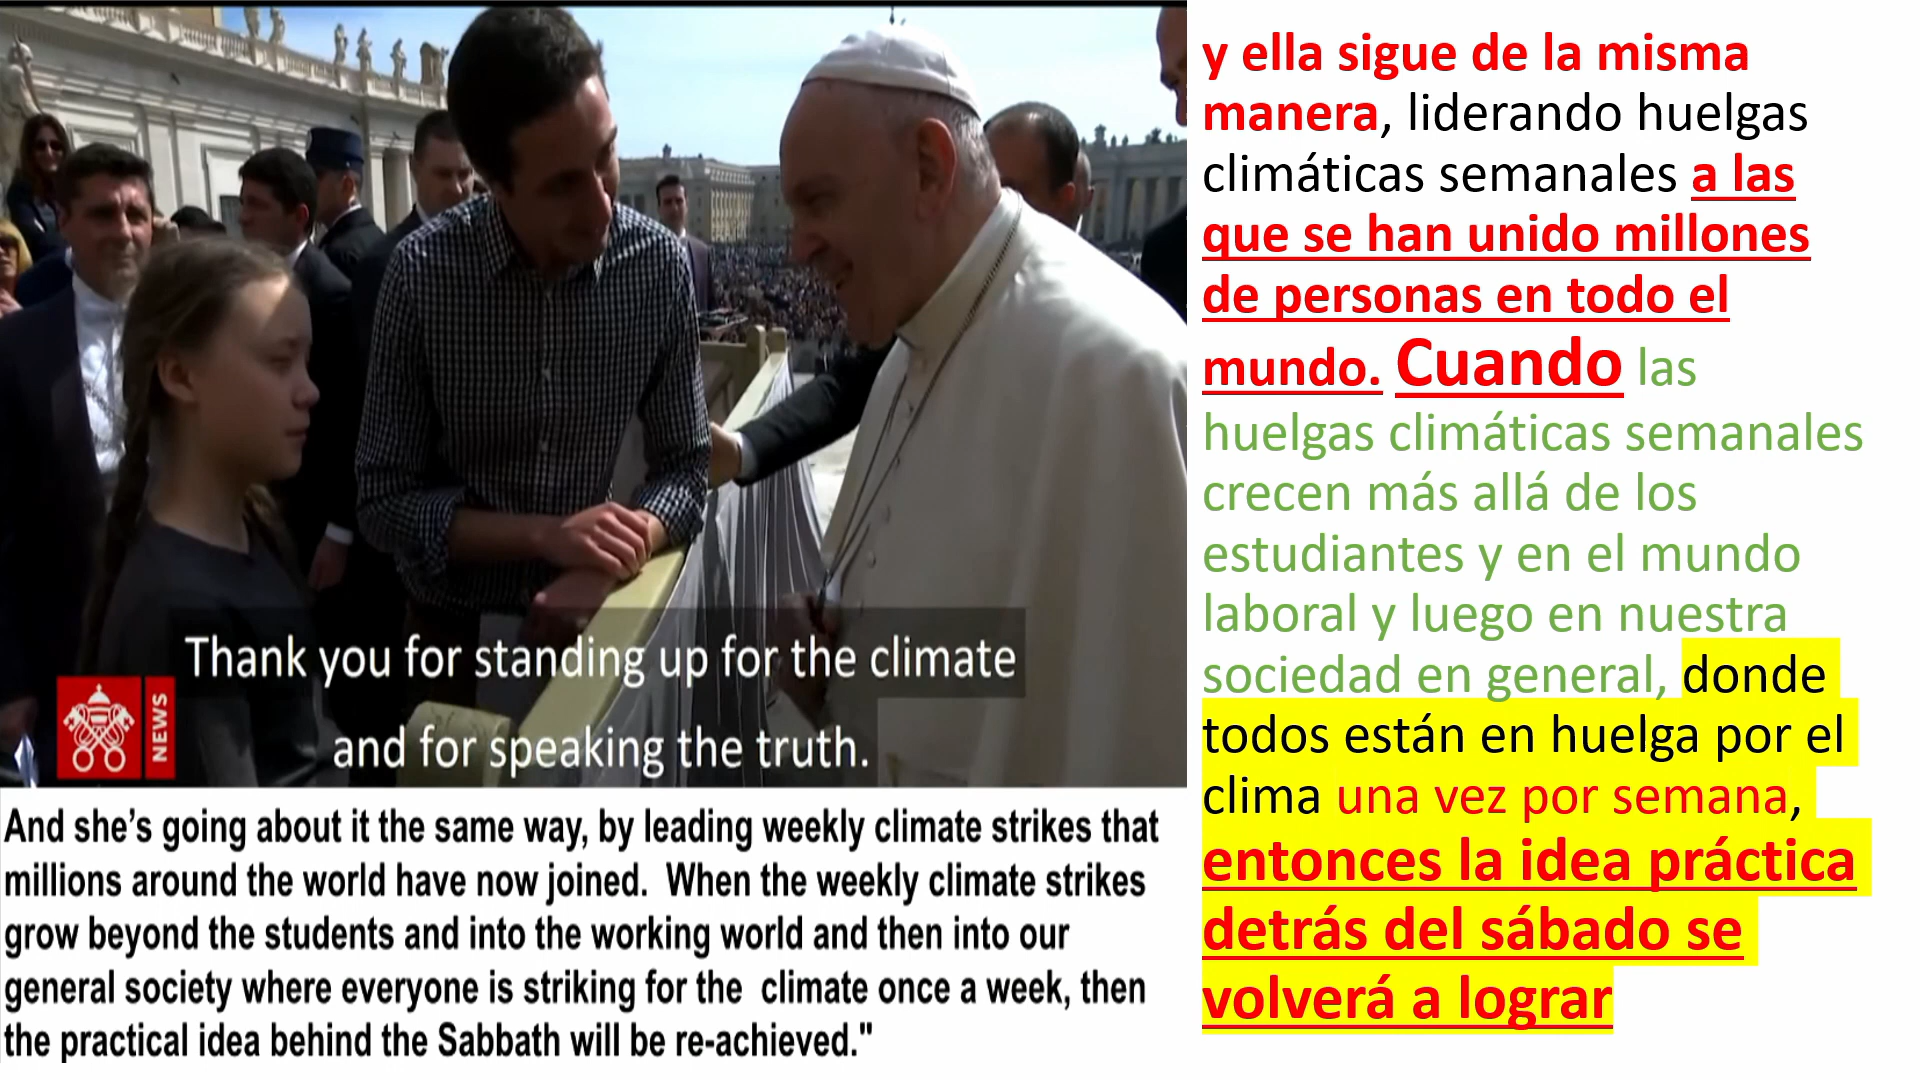 Thank you for standing up for the climate
and for speaking the truth.
NEWS
And she’s going about it the same way, by leading weekly climate strikes that
millions around the world have now joined. When the weekly climate strikes
grow beyond the students and into the working world and then into our
general society where everyone is striking for the climate once a week, then
the practical idea behind the Sabbath will be re-achieved."
y ella sigue de la misma
manera, liderando huelgas
climáticas semanales a las
que se han unido millones
de personas en todo el
mundo. Cuando las
huelgas climáticas semanales
crecen más allá de los
estudiantes y en el mundo
laboral y luego en nuestra
sociedad en general, donde
todos están en huelga por el
clima una vez por semana,
entonces la idea práctica
detrás del sábado se
volverá a lograr